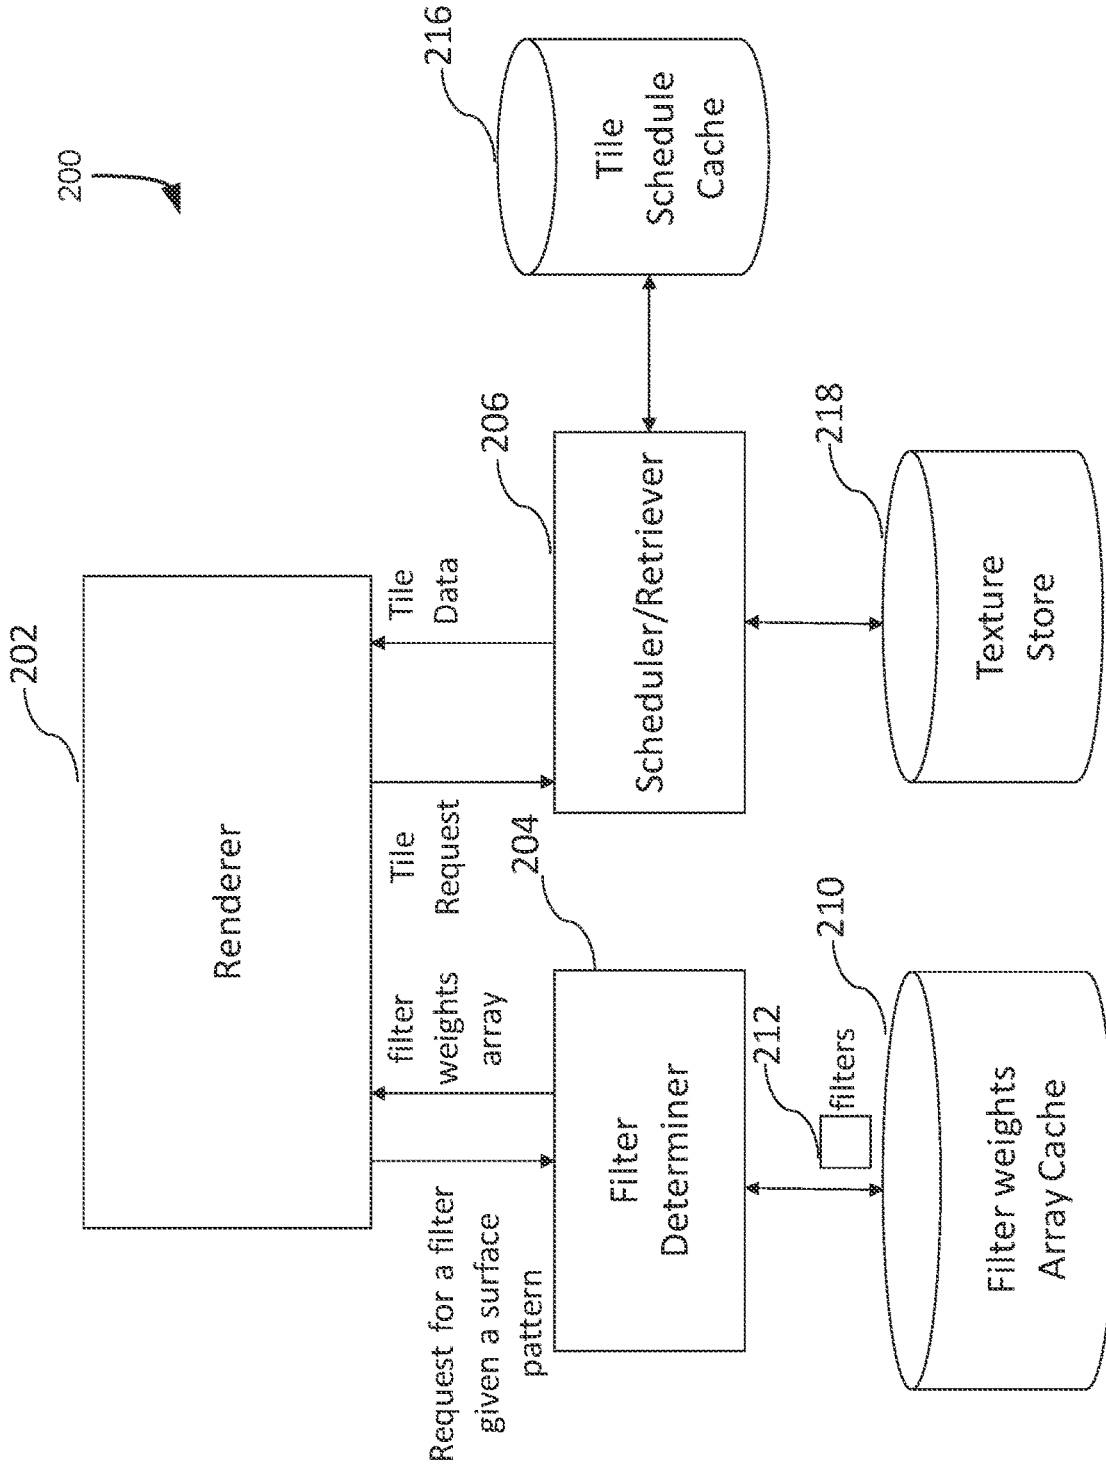 200
202
Renderer
Request for a filter
given a surface
pattern
filter
weights
array
Tile
Request
Tile
Data
204
Filter
Determiner
206
Scheduler/Retriever
216
Tile
Schedule
Cache
212
filters
210
Filter weights
Array Cache
218
Texture
Store